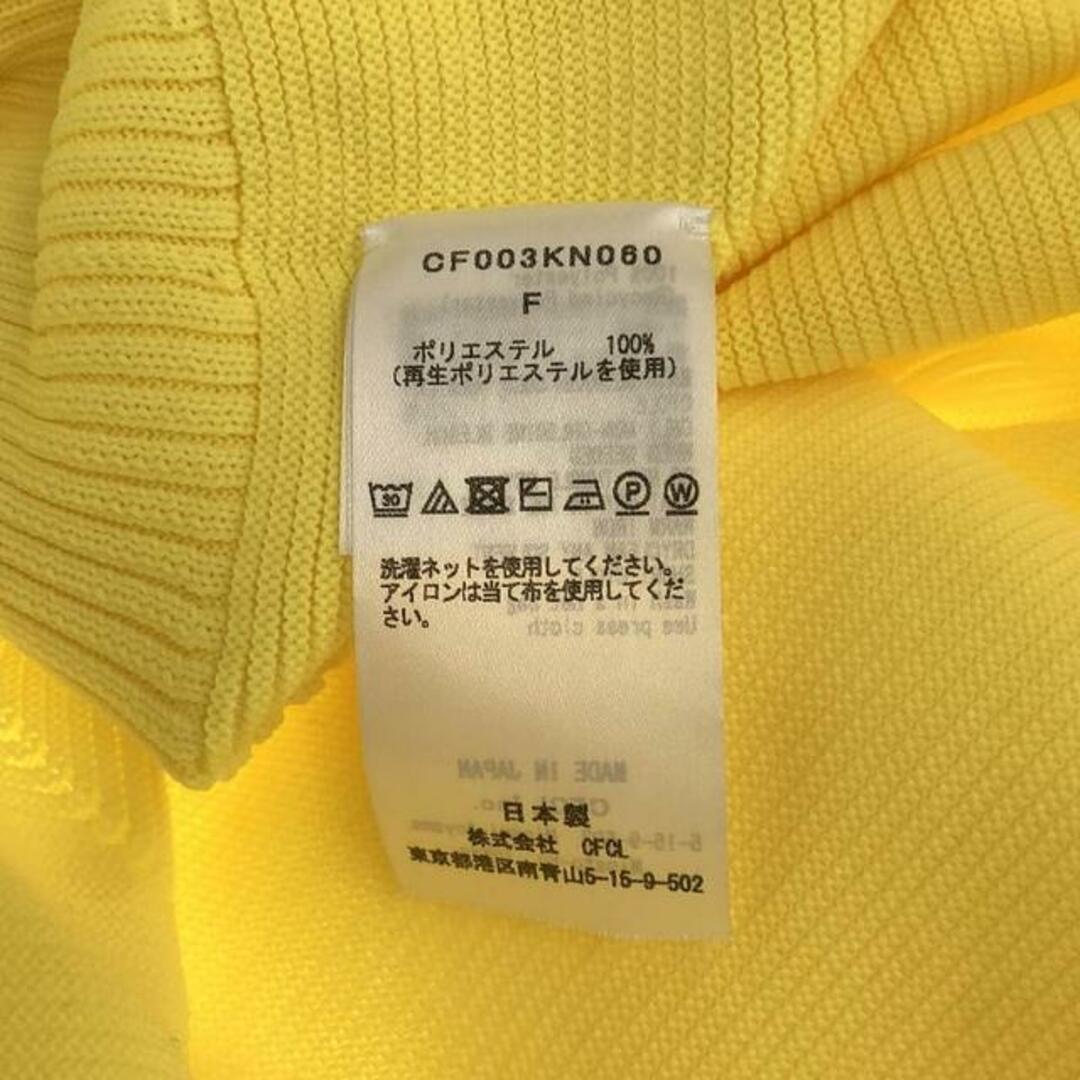 CF003KN060
F
ポリエステル 100%
(再生ポリエステルを使用)
30
P
W
洗濯ネットを使用してください。
アイロンは当て布を使用してくだ
さい。
MADE IN JAPAN
日本製
株式会社 CFCL
東京都港区南青山5-15-9-502